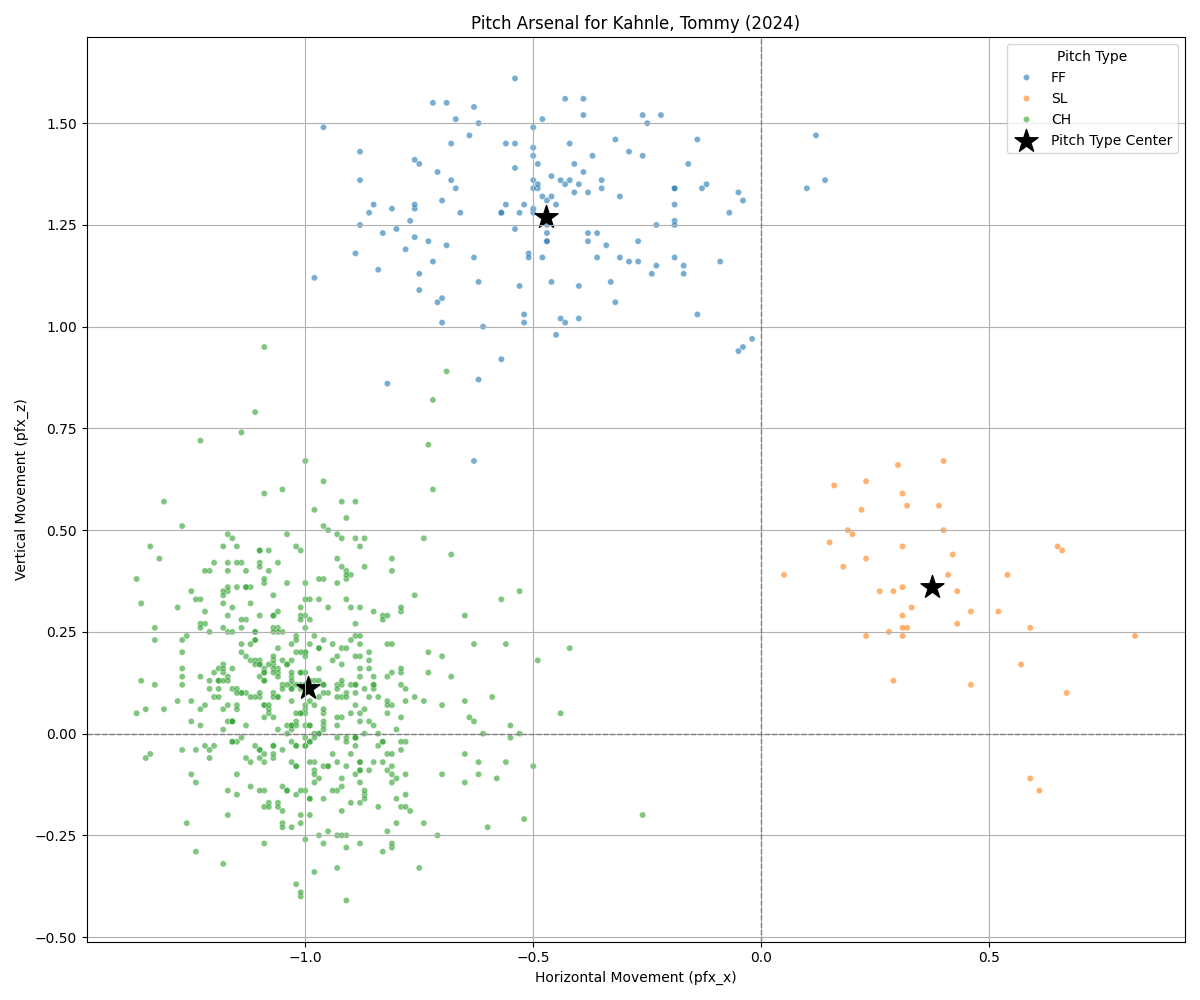 Pitch Arsenal for Kahnle, Tommy (2024)
Pitch Type
FF
SL
CH
Pitch Type Center
Vertical Movement (pfx_z)
1.50
1.25
1.00
0.75
0.50
0.25
0.00
−0.25
−0.50
−1.0
−0.5
0.0
0.5
Horizontal Movement (pfx_x)